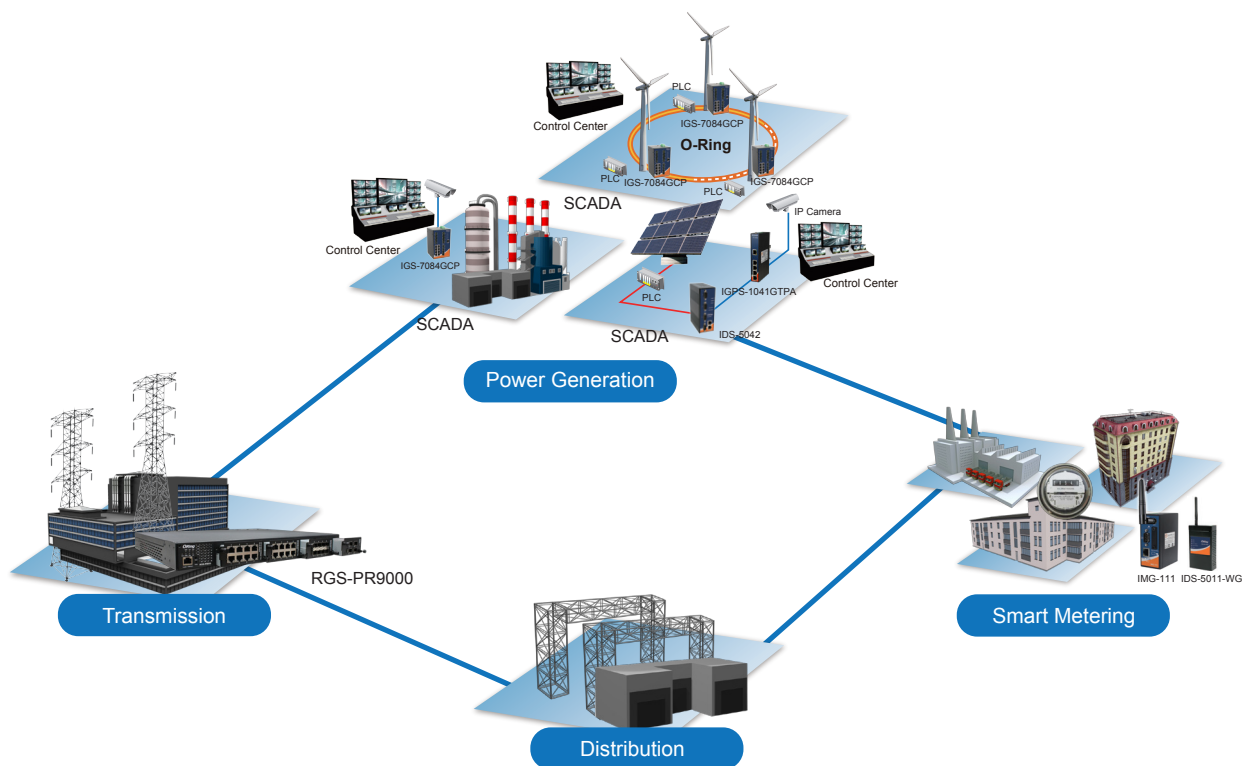 PLC
Control Center
IGS-7084GCP
O-Ring
PLC
IGS-7084GCP
PLC
IGS-7084GCP
SCADA
IP Camera
Control Center
IGS-7084GCP
SCADA
PLC
IGPS-1041GTPA
Control Center
IDS-5042
SCADA
Power Generation
RGS-PR9000
Transmission
IMG-111
IDS-5011-WG
Smart Metering
Distribution